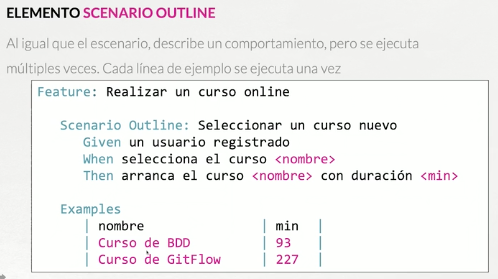 ELEMENTO SCENARIO OUTLINE
Al igual que el escenario, describe un comportamiento, pero se ejecuta
múltiples veces. Cada línea de ejemplo se ejecuta una vez
Feature: Realizar un curso online
Scenario Outline: Seleccionar un curso nuevo
Given un usuario registrado
When selecciona el curso <nombre>
Then arranca el curso <nombre> con duración <min>
Examples
| nombre | min |
| Curso de BDD | 93 |
| Curso de GitFlow | 227 |